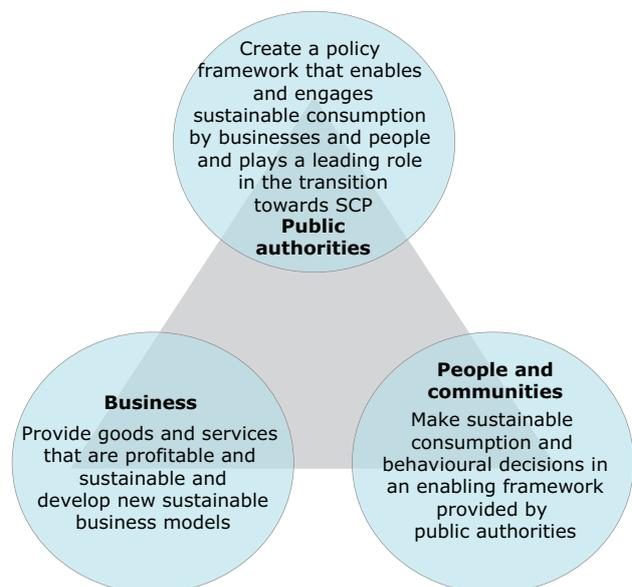 Create a policy
framework that enables
and engages
sustainable consumption
by businesses and people
and plays a leading role
in the transition
towards SCP
Public
authorities
Business
Provide goods and services
that are profitable and
sustainable and
develop new sustainable
business models
People and
communities
Make sustainable
consumption and
behavioural decisions in
an enabling framework
provided by
public authorities